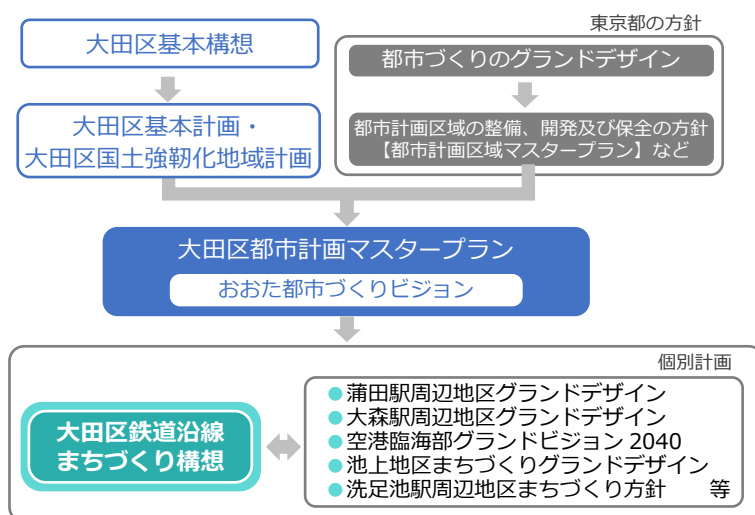 東京都の方針
大田区基本構想
都市づくりのグランドデザイン
大田区基本計画・
大田区国土強靭化地域計画
都市計画区域の整備、開発及び保全の方針
【都市計画区域マスタープラン】など
大田区都市計画マスタープラン
おおた都市づくりビジョン
個別計画
大田区鉄道沿線
まちづくり構想
●蒲田駅周辺地区グランドデザイン
●大森駅周辺地区グランドデザイン
●空港臨海部グランドビジョン 2040
●池上地区まちづくりグランドデザイン
●洗足池駅周辺地区まちづくり方針　　等